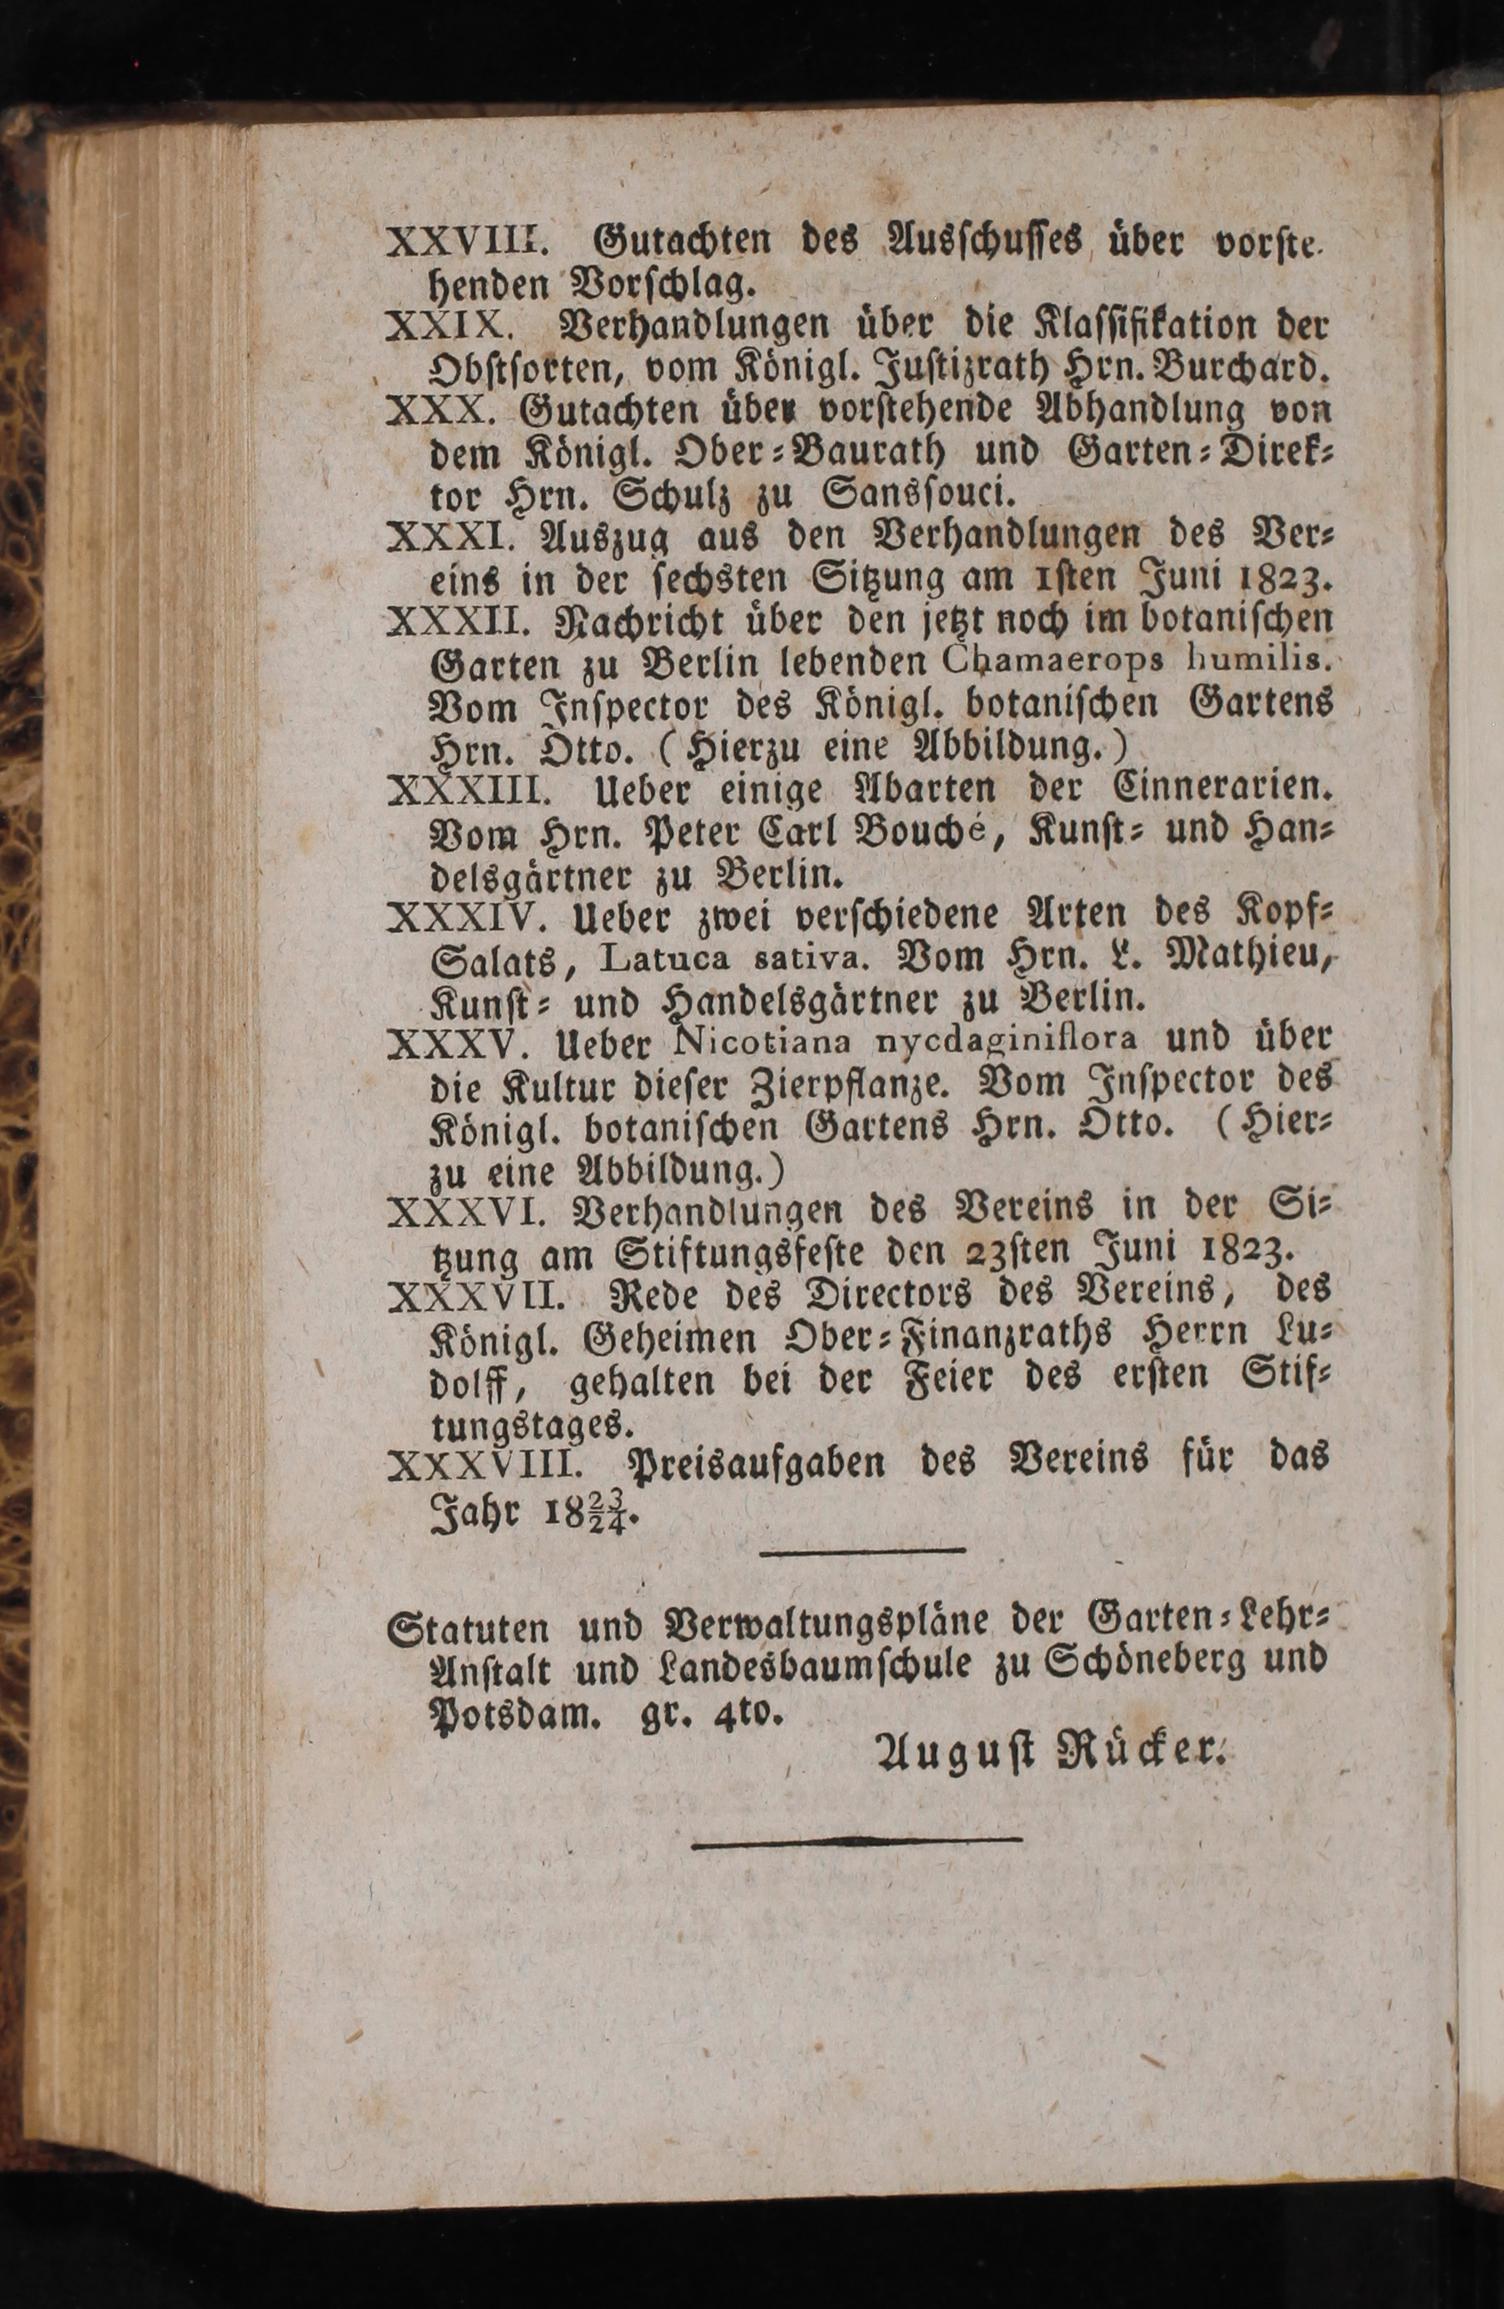 XXVIII. Gutachten des Ausschusses über vorste-
henden Vorschlag.
XXIX. Verhandlungen über die Klassifikation der
Obstsorten, vom Königl. Justizrath Hrn. Burchard.
XXX. Gutachten über vorstehende Abhandlung von
dem Königl. Ober-Baurath und Garten-Direk-
tor Hrn. Schulz zu Sanssouci.
XXXI. Auszug aus den Verhandlungen des Ver-
eins in der sechsten Sitzung am 1sten Juni 1823.
XXXII. Nachricht über den jetzt noch im botanischen
Garten zu Berlin lebenden Chamaerops humilis.
Vom Inspector des Königl. botanischen Gartens
Hrn. Otto. (Hierzu eine Abbildung.)
XXXIII. Ueber einige Abarten der Cinnerarien.
Vom Hrn. Peter Carl Bouché, Kunst- und Han-
delsgärtner zu Berlin.
XXXIV. Ueber zwei verschiedene Arten des Kopf-
Salats, Latuca sativa. Vom Hrn. L. Mathieu,
Kunst- und Handelsgärtner zu Berlin.
XXXV. Ueber Nicotiana nycdaginiflora und über
die Kultur dieser Zierpflanze. Vom Inspector des
Königl. botanischen Gartens Hrn. Otto. (Hier-
zu eine Abbildung.)
XXXVI. Verhandlungen des Vereins in der Si-
tzung am Stiftungsfeste den 23sten Juni 1823.
XXXVII. Rede des Directors des Vereins, des
Königl. Geheimen Ober-Finanzraths Herrn Lu-
dolff, gehalten bei der Feier des ersten Stif-
tungstages.
XXXVIII. Preisaufgaben des Vereins für das
Jahr 18 23/24.
Statuten und Verwaltungspläne der Garten-Lehr-
Anstalt und Landesbaumschule zu Schöneberg und
Potsdam. gr. 4to.
August Rücker.